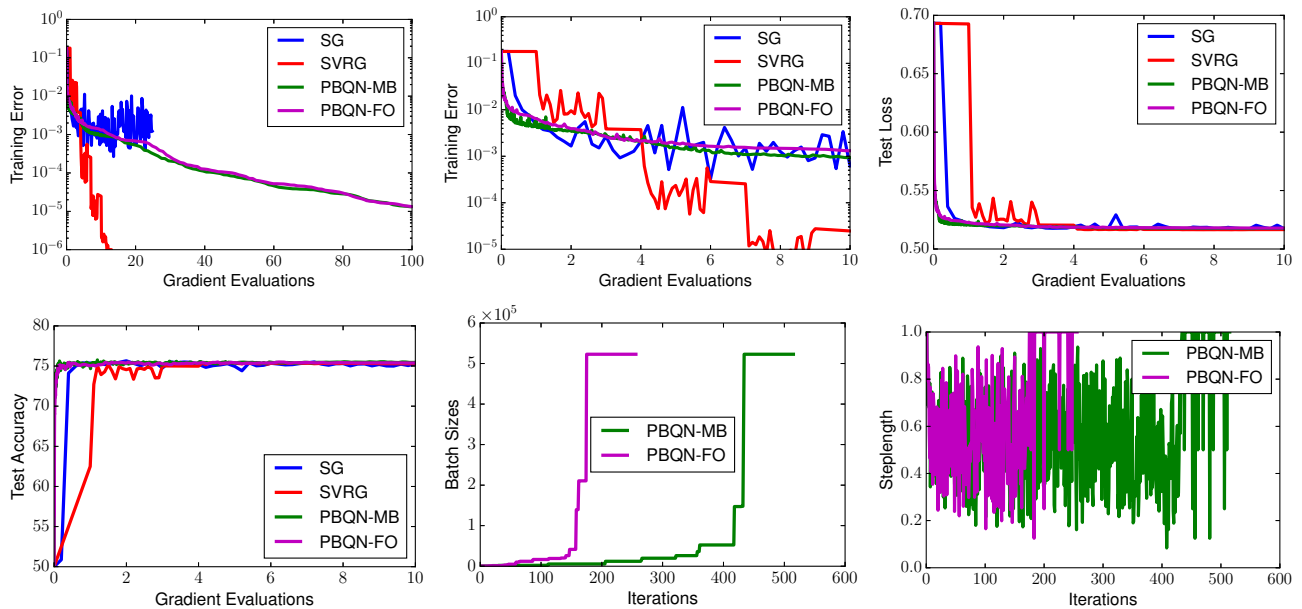 10^0
10^-1
10^-2
10^-3
10^-4
10^-5
10^-6
0 20 40 60 80 100
Training Error
Gradient Evaluations
SG
SVRG
PBQN-MB
PBQN-FO
10^0
10^-1
10^-2
10^-3
10^-4
10^-5
0 2 4 6 8 10
Training Error
Gradient Evaluations
SG
SVRG
PBQN-MB
PBQN-FO
0.70
0.65
0.60
0.55
0.50
0 2 4 6 8 10
Test Loss
Gradient Evaluations
SG
SVRG
PBQN-MB
PBQN-FO
80
75
70
65
60
55
50
0 2 4 6 8 10
Test Accuracy
Gradient Evaluations
SG
SVRG
PBQN-MB
PBQN-FO
×10^5
6
5
4
3
2
1
0
0 100 200 300 400 500 600
Batch Sizes
Iterations
PBQN-MB
PBQN-FO
1.0
0.8
0.6
0.4
0.2
0.0
0 100 200 300 400 500 600
Steplength
Iterations
PBQN-MB
PBQN-FO